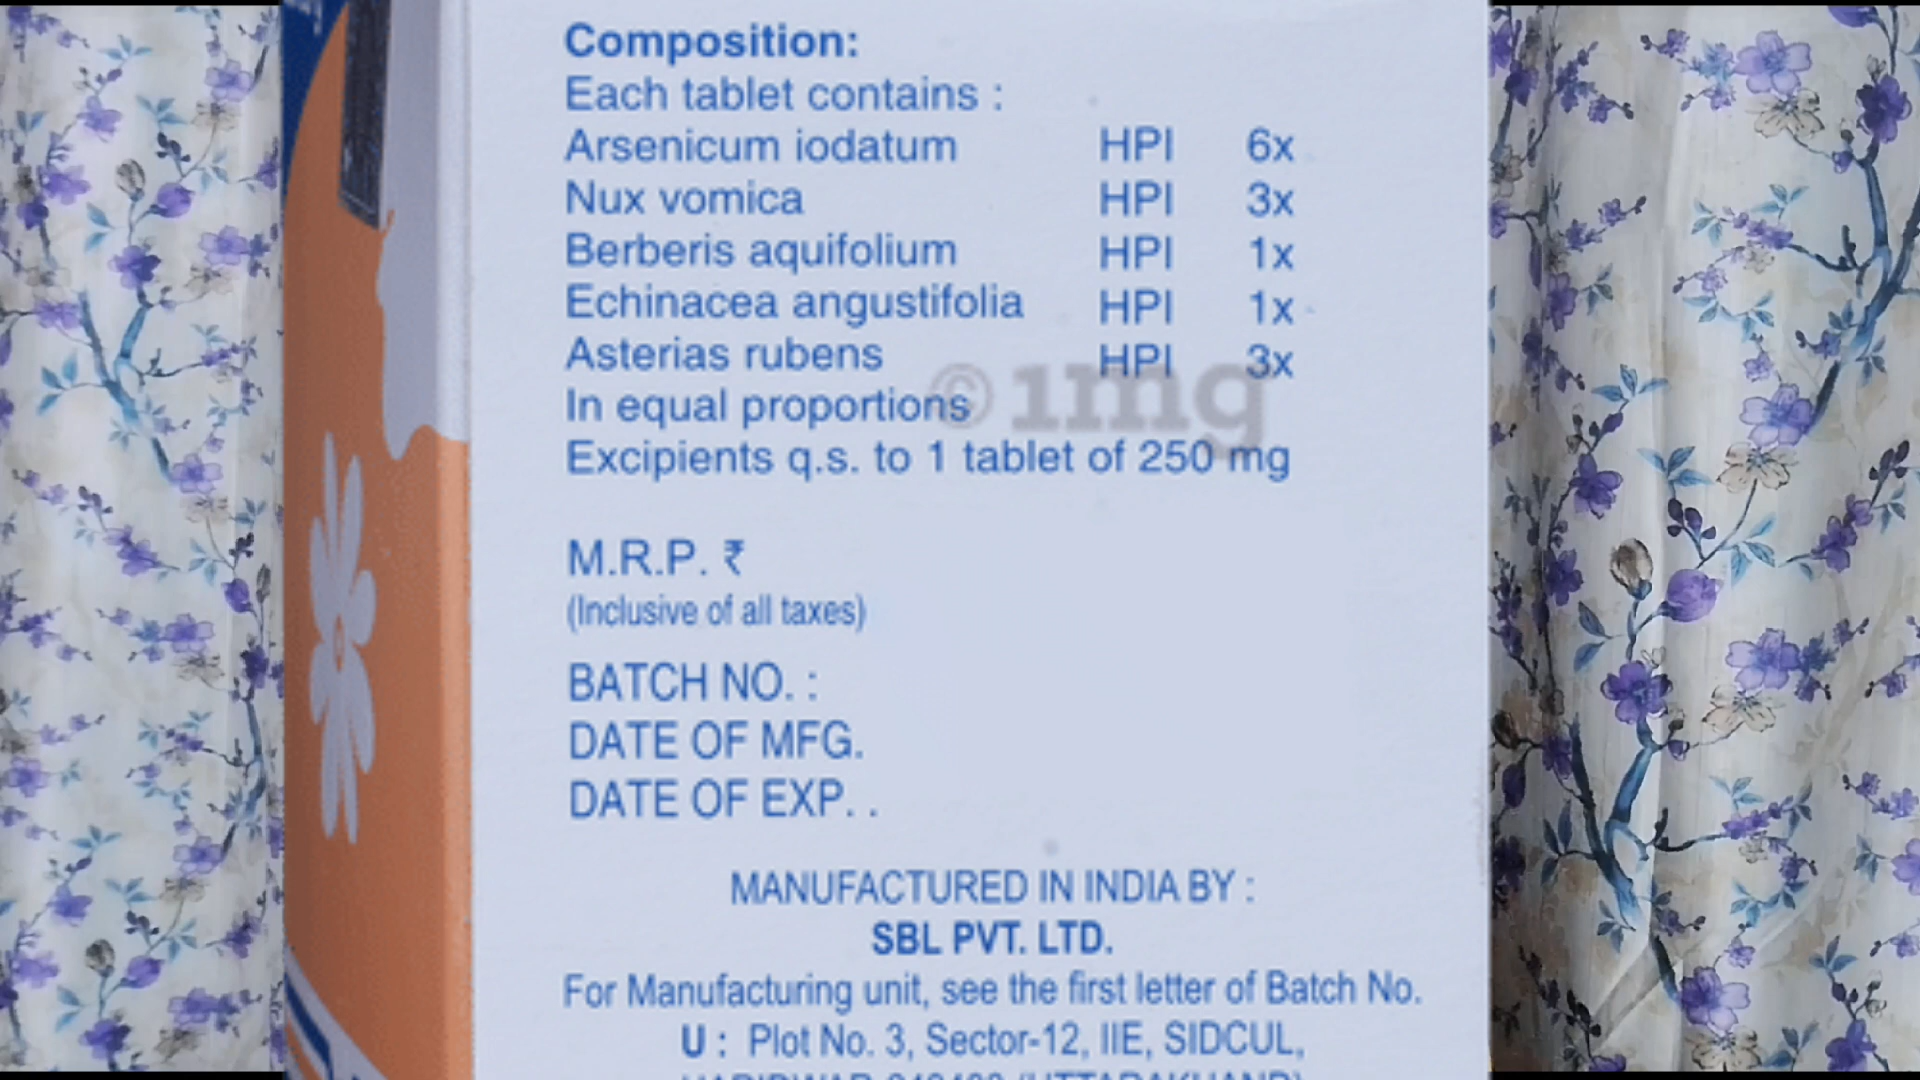 Composition:
Each tablet contains :
Arsenicum iodatum HPI 6x
Nux vomica HPI 3x
Berberis aquifolium HPI 1x
Echinacea angustifolia HPI 1x
Asterias rubens HPI 3x
In equal proportions
© 1mg
Excipients q.s. to 1 tablet of 250 mg
M.R.P. ₹
(Inclusive of all taxes)
BATCH NO. :
DATE OF MFG.
DATE OF EXP. .
MANUFACTURED IN INDIA BY :
SBL PVT. LTD.
For Manufacturing unit, see the first letter of Batch No.
U : Plot No. 3, Sector-12, IIE, SIDCUL,